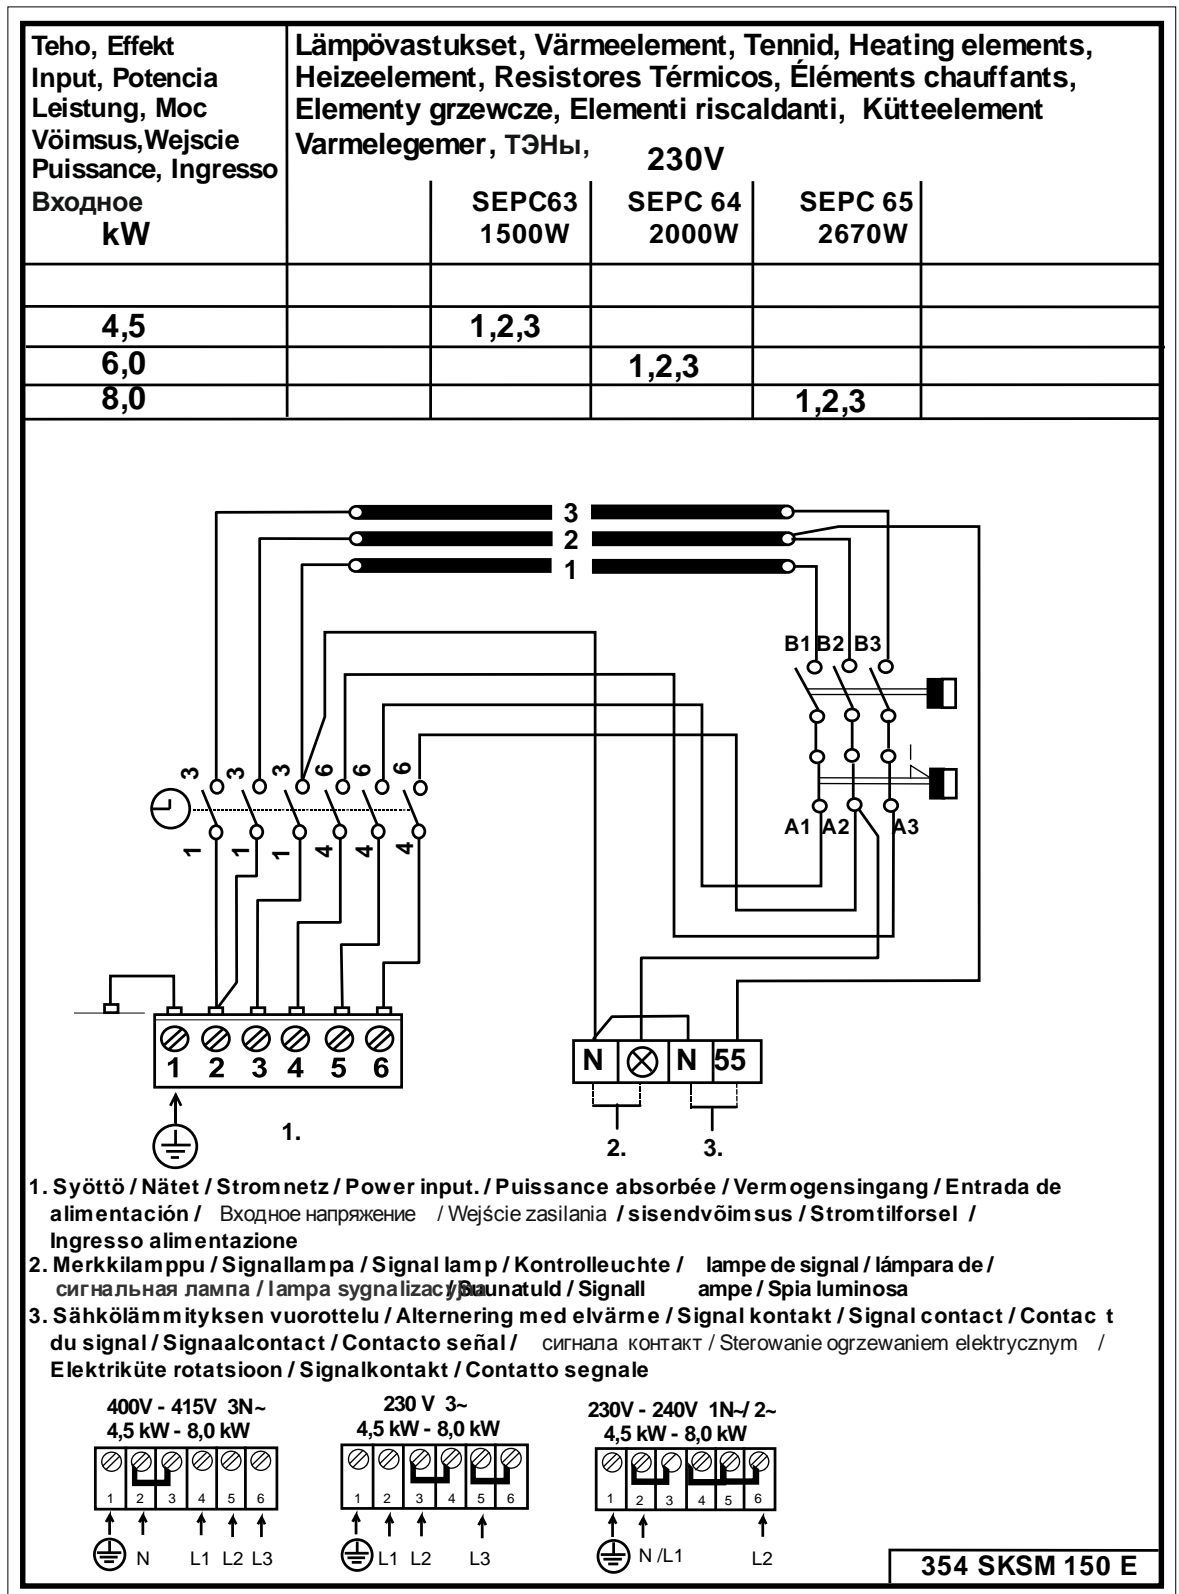 Teho, Effekt
Input, Potencia
Leistung, Moc
Vöimsus,Wejscie
Puissance, Ingresso
Входное
kW
Lämpövastukset, Värmeelement, Tennid, Heating elements,
Heizeelement, Resistores Térmicos, Éléments chauffants,
Elementy grzewcze, Elementi riscaldanti, Kütteelement
Varmelegemer, ТЭНы,
230V
SEPC63 SEPC 64 SEPC 65
1500W 2000W 2670W
4,5 1,2,3
6,0 1,2,3
8,0 1,2,3
3
2
1
B1 B2 B3
3 3 3 6 6 6
A1 A2 A3
1 1 1 4 4 4
1 2 3 4 5 6
N N 55
1.
2. 3.
1. Syöttö / Nätet / Stromnetz / Power input. / Puissance absorbée / Vermogensingang / Entrada de
alimentación / Входное напряжение / Wejście zasilania / sisendvõimsus / Stromtilforsel /
Ingresso alimentazione
2. Merkkilamppu / Signallampa / Signal lamp / Kontrolleuchte / lampe de signal / lámpara de /
сигнальная лампа / lampa sygnalizacyjna / Saunatuld / Signall ampe / Spia luminosa
3. Sähkölämmityksen vuorottelu / Alternering med elvärme / Signal kontakt / Signal contact / Contac t
du signal / Signaalcontact / Contacto señal / сигнала контакт / Sterowanie ogrzewaniem elektrycznym /
Elektriküte rotatsioon / Signalkontakt / Contatto segnale
400V - 415V 3N~
4,5 kW - 8,0 kW
1 2 3 4 5 6
N L1 L2 L3
230 V 3~
4,5 kW - 8,0 kW
1 2 3 4 5 6
L1 L2 L3
230V - 240V 1N~/ 2~
4,5 kW - 8,0 kW
1 2 3 4 5 6
N /L1 L2
354 SKSM 150 E